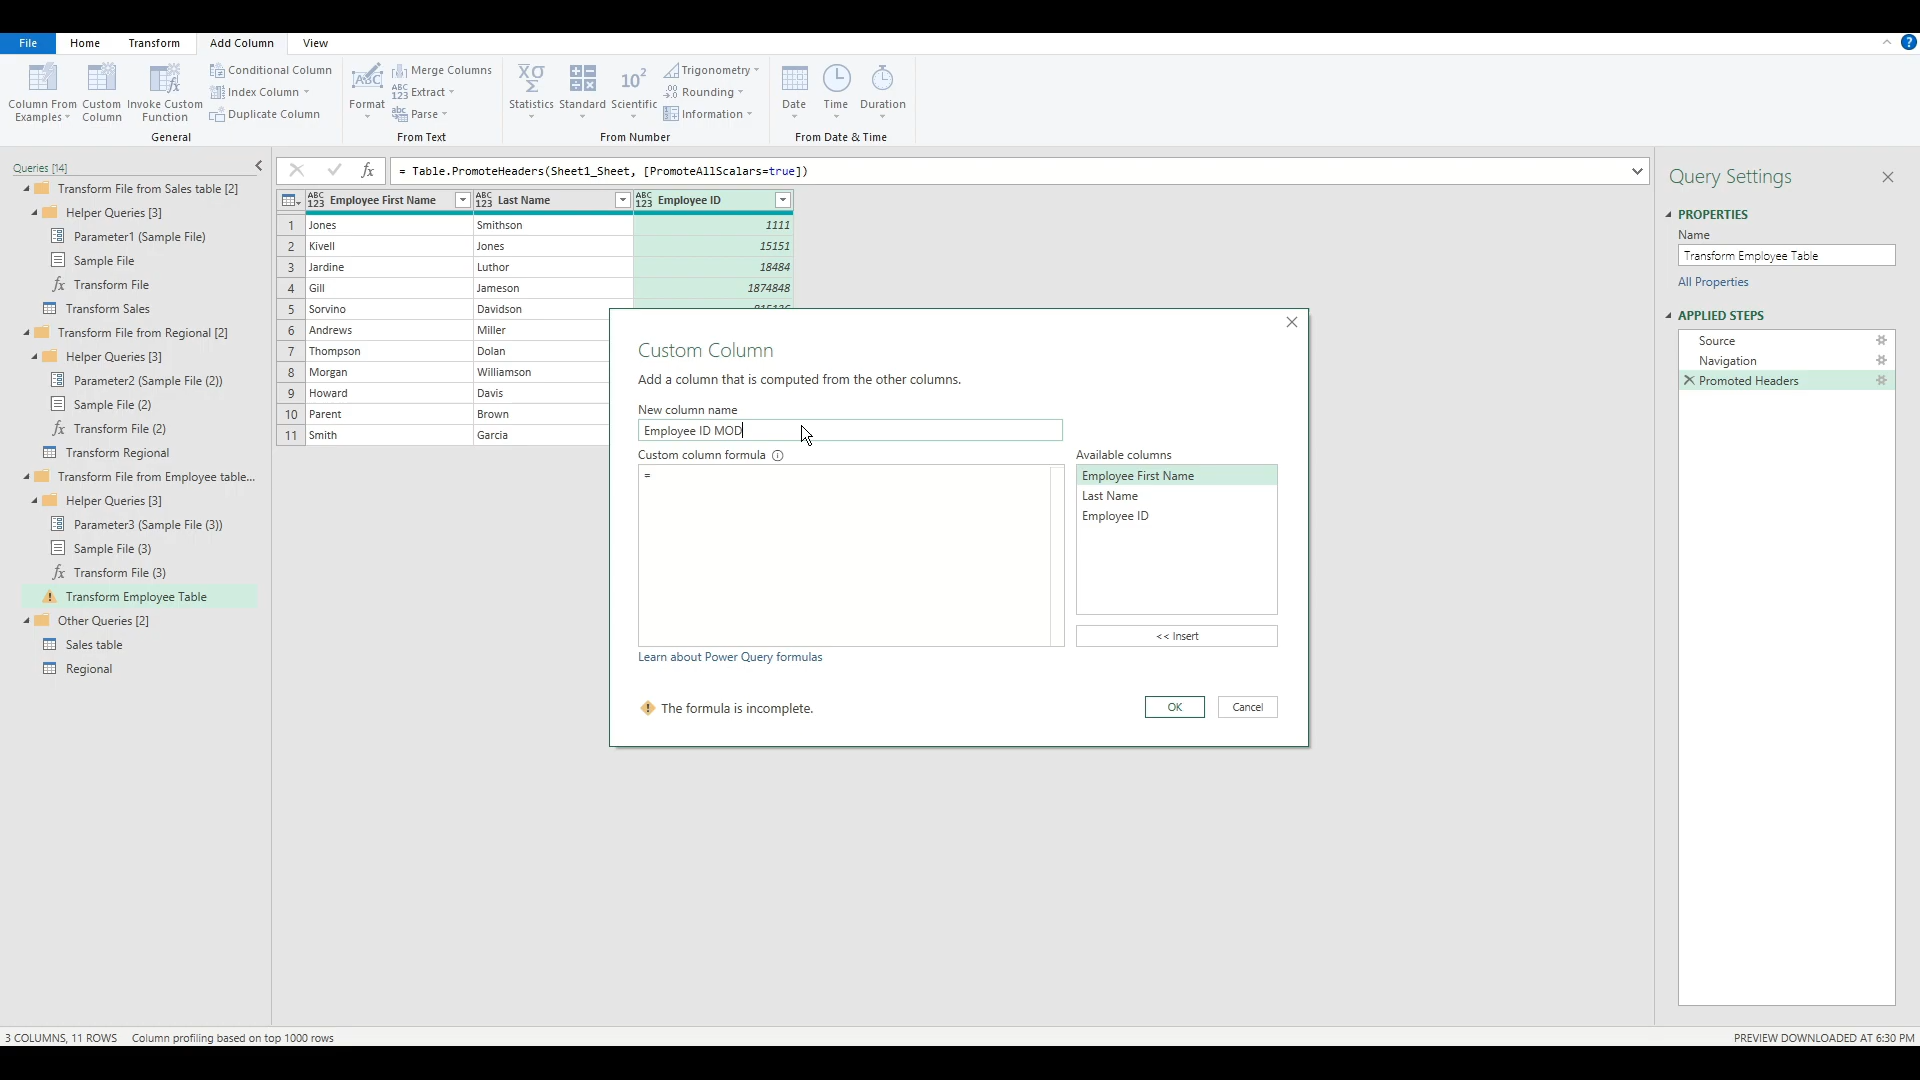 File Home Transform Add Column View
Column From Examples
Custom Column
Invoke Custom Function
Conditional Column
Index Column
Duplicate Column
General
Format
Merge Columns
Extract
Parse
From Text
Statistics
Standard
Scientific
Trigonometry
Rounding
Information
From Number
Date
Time
Duration
From Date & Time
Queries [14]
Transform File from Sales table [2]
Helper Queries [3]
Parameter1 (Sample File)
Sample File
fx Transform File
Transform Sales
Transform File from Regional [2]
Helper Queries [3]
Parameter2 (Sample File (2))
Sample File (2)
fx Transform File (2)
Transform Regional
Transform File from Employee table...
Helper Queries [3]
Parameter3 (Sample File (3))
Sample File (3)
fx Transform File (3)
Transform Employee Table
Other Queries [2]
Sales table
Regional
fx = Table.PromoteHeaders(Sheet1_Sheet, [PromoteAllScalars=true])
ABC 123 Employee First Name ABC 123 Last Name ABC 123 Employee ID
1 Jones Smithson 1111
2 Kivell Jones 15151
3 Jardine Luthor 18484
4 Gill Jameson 1874848
5 Sorvino Davidson
6 Andrews Miller
7 Thompson Dolan
8 Morgan Williamson
9 Howard Davis
10 Parent Brown
11 Smith Garcia
Custom Column
Add a column that is computed from the other columns.
New column name
Employee ID MOD
Custom column formula
=
Available columns
Employee First Name
Last Name
Employee ID
<< Insert
Learn about Power Query formulas
The formula is incomplete.
OK Cancel
Query Settings
PROPERTIES
Name
Transform Employee Table
All Properties
APPLIED STEPS
Source
Navigation
Promoted Headers
3 COLUMNS, 11 ROWS Column profiling based on top 1000 rows
PREVIEW DOWNLOADED AT 6:30 PM